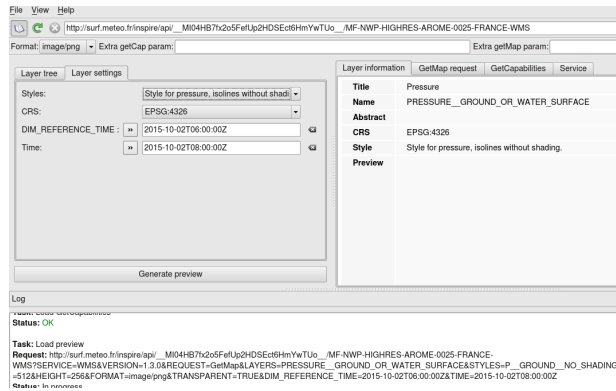 File View Help
http://surf.meteo.fr/inspire/api/__MI04HB7fx2o5FefUp2HDSEct6HmYwTUo__/MF-NWP-HIGHRES-AROME-0025-FRANCE-WMS
Format: image/png Extra getCap param: Extra getMap param:
Layer tree Layer settings
Styles: Style for pressure, isolines without shadi
CRS: EPSG:4326
DIM_REFERENCE_TIME : » 2015-10-02T06:00:00Z
Time: » 2015-10-02T08:00:00Z
Generate preview
Layer information GetMap request GetCapabilities Service
Title Pressure
Name PRESSURE__GROUND_OR_WATER_SURFACE
Abstract
CRS EPSG:4326
Style Style for pressure, isolines without shading.
Preview
Log
Task: Load GetCapabilities
Status: OK
Task: Load preview
Request: http://surf.meteo.fr/inspire/api/__MI04HB7fx2o5FefUp2HDSEct6HmYwTUo__/MF-NWP-HIGHRES-AROME-0025-FRANCE-
WMS?SERVICE=WMS&VERSION=1.3.0&REQUEST=GetMap&LAYERS=PRESSURE__GROUND_OR_WATER_SURFACE&STYLES=P__GROUND__NO_SHADING
=512&HEIGHT=256&FORMAT=image/png&TRANSPARENT=TRUE&DIM_REFERENCE_TIME=2015-10-02T06:00:00Z&TIME=2015-10-02T08:00:00Z
Status: In progress